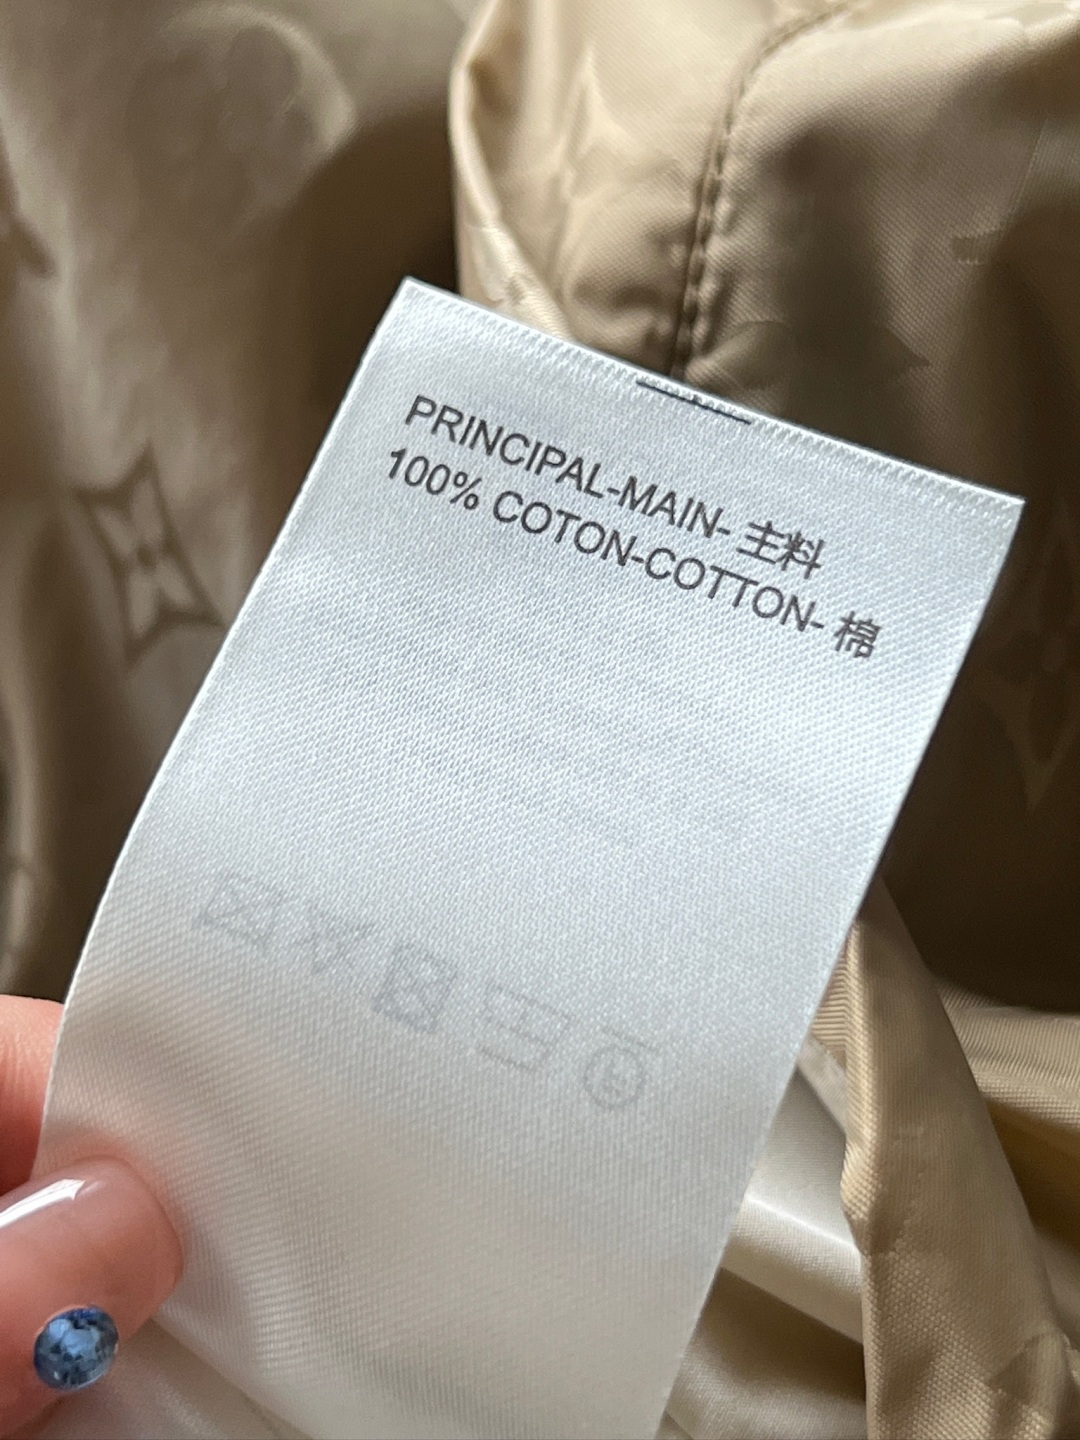 PRINCIPAL-MAIN- 主料
100% COTON-COTTON- 棉